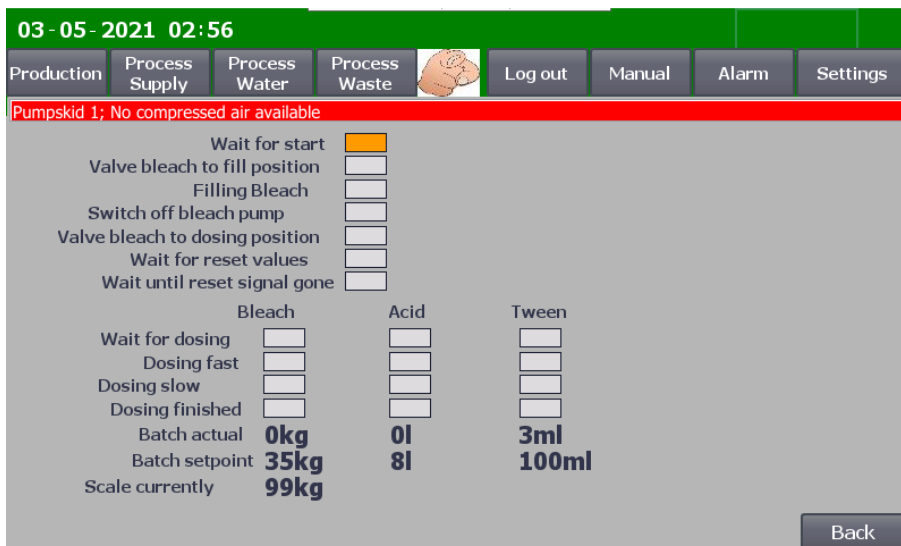 03-05-2021 02:56
Production Process Supply Process Water Process Waste Log out Manual Alarm Settings
Pumpskid 1; No compressed air available
Wait for start
Valve bleach to fill position
Filling Bleach
Switch off bleach pump
Valve bleach to dosing position
Wait for reset values
Wait until reset signal gone
Bleach Acid Tween
Wait for dosing
Dosing fast
Dosing slow
Dosing finished
Batch actual 0kg 0l 3ml
Batch setpoint 35kg 8l 100ml
Scale currently 99kg
Back